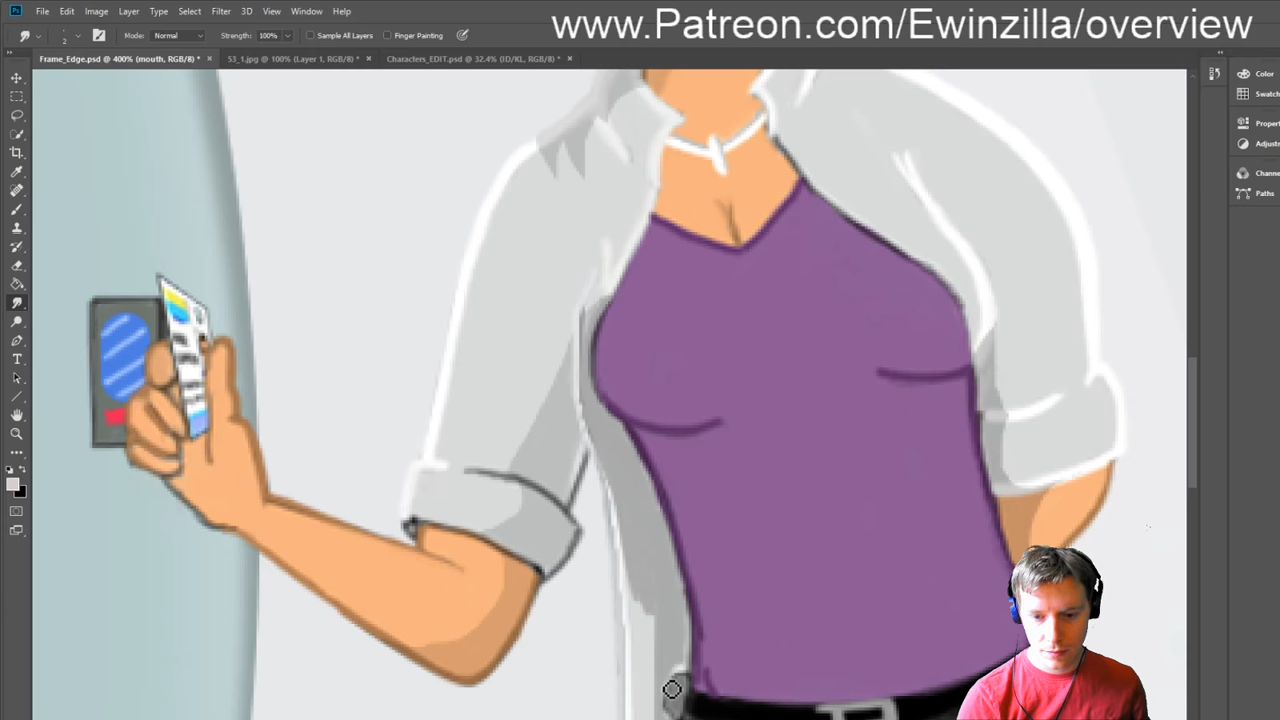 File Edit Image Layer Type Select Filter 3D View Window Help
www.Patreon.com/Ewinzilla/overview
2 Mode: Normal Strength: 100% Sample All Layers Finger Painting
Frame_Edge.psd @ 400% (mouth, RGB/8) * × 53_1.jpg @ 100% (Layer 1, RGB/8) * × Characters_EDIT.psd @ 32.4% (ID/KL, RGB/8) * ×
Color
Swatch
Proper
Adjust
Channe
Paths